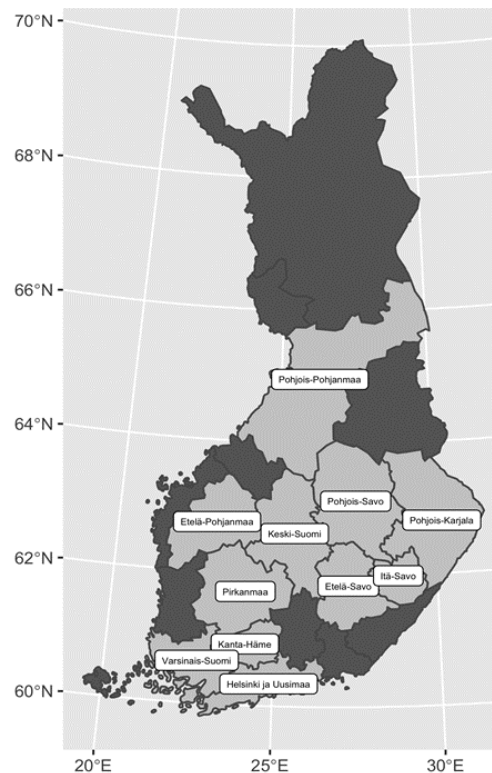 70°N
68°N
66°N
64°N
62°N
60°N
Pohjois-Pohjanmaa
Pohjois-Savo
Etelä-Pohjanmaa
Pohjois-Karjala
Keski-Suomi
Itä-Savo
Etelä-Savo
Pirkanmaa
Kanta-Häme
Varsinais-Suomi
Helsinki ja Uusimaa
20°E
25°E
30°E